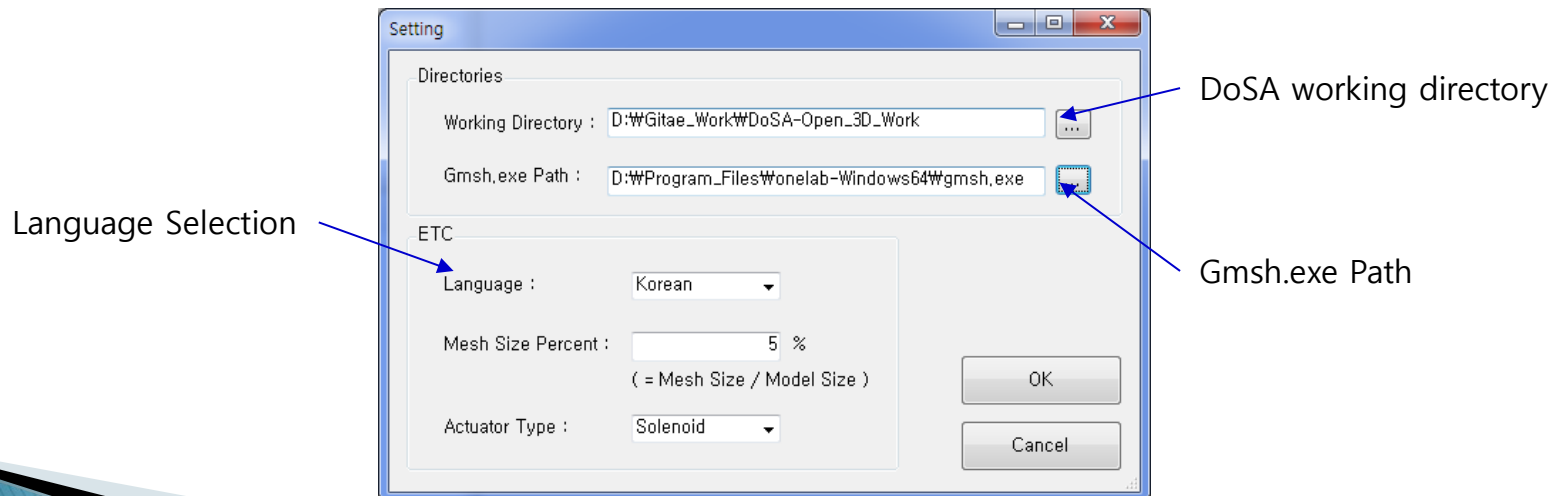 Setting
Directories
Working Directory : D:₩Gitae_Work₩DoSA-Open_3D_Work ...
DoSA working directory
Gmsh,exe Path : D:₩Program_Files₩onelab-Windows64₩gmsh,exe ...
Gmsh.exe Path
Language Selection
ETC
Language : Korean
Mesh Size Percent : 5 %
( = Mesh Size / Model Size )
Actuator Type : Solenoid
OK
Cancel